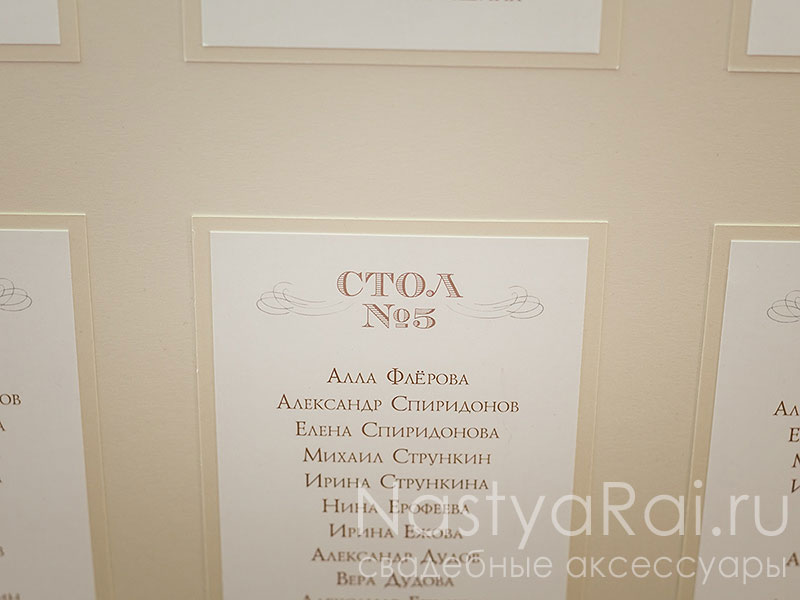 СТОЛ
№5
Алла Флёрова
Александр Спиридонов
Елена Спиридонова
Михаил Стрункин
Ирина Стрункина
Нина Ерофеева
Ирина Ежова
Александр Дудов
Вера Дудова
Александр
NastyaRai.ru
свадебные аксессуары